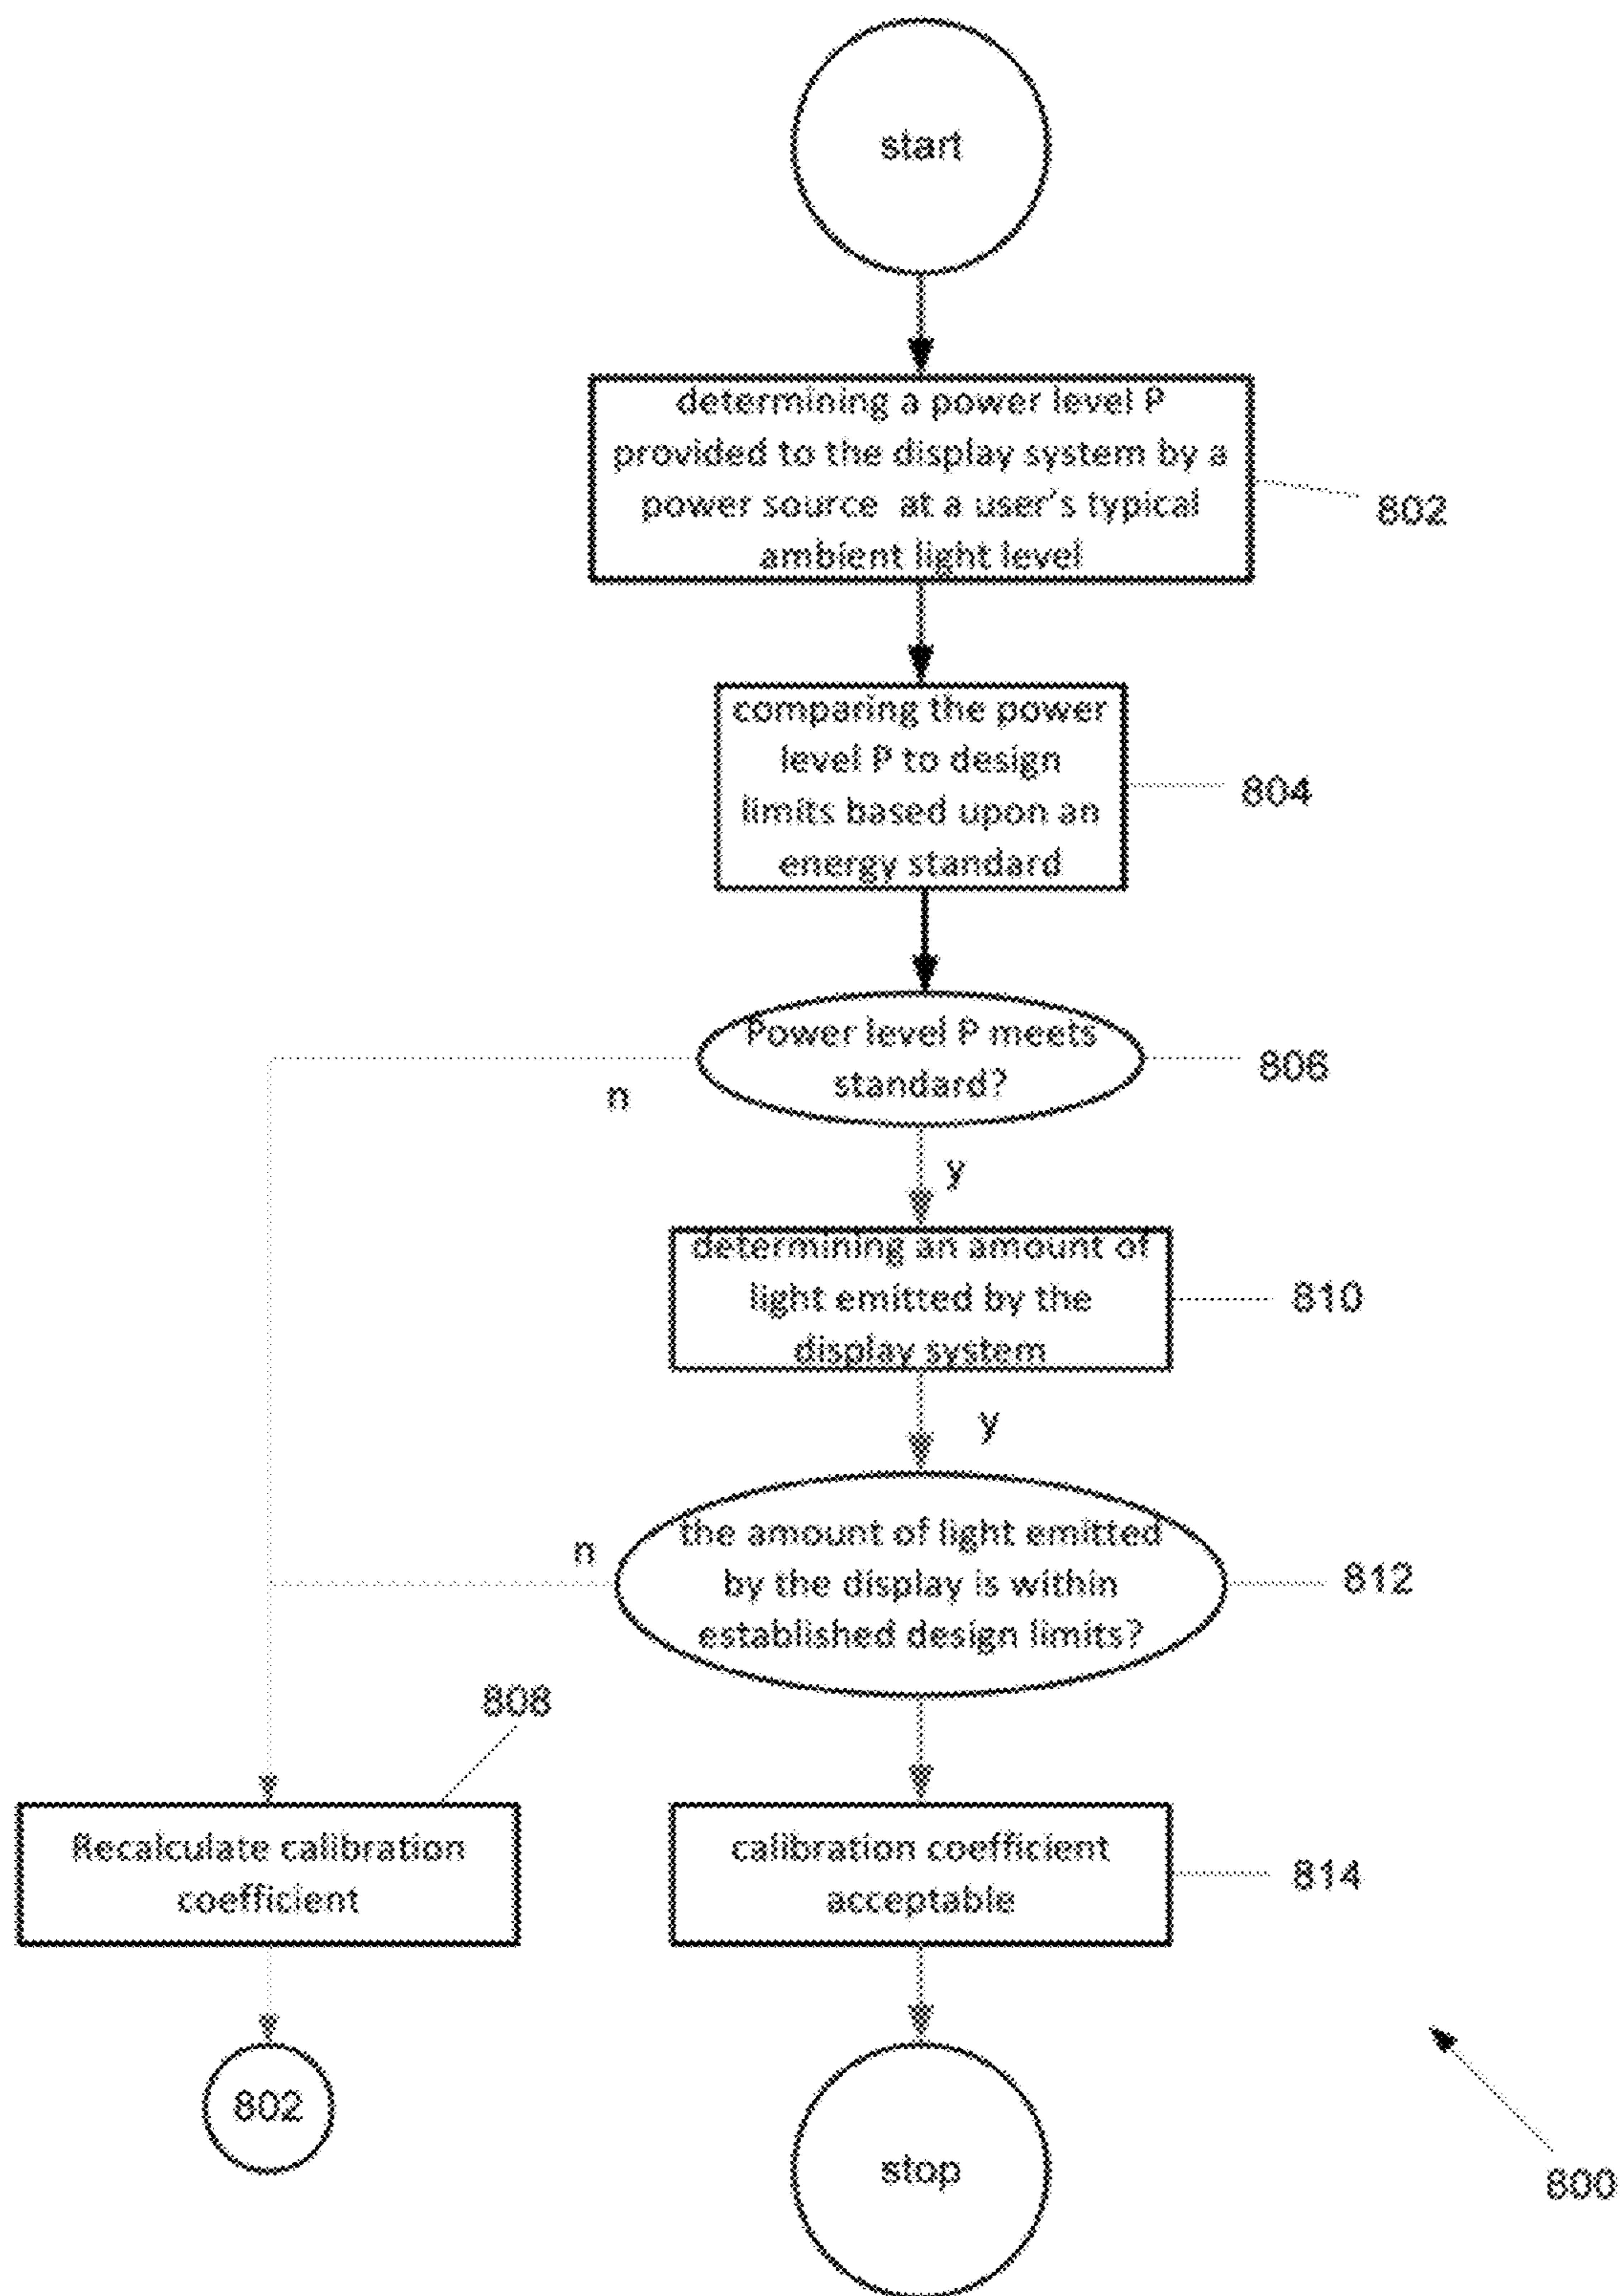 start
determining a power level P
provided to the display system by a
power source at a user's typical
ambient light level
802
comparing the power
level P to design
limits based upon an
energy standard
804
Power level P meets
standard?
806
n
y
determining an amount of
light emitted by the
display system
810
y
the amount of light emitted
by the display is within
established design limits?
812
n
808
Recalculate calibration
coefficient
calibration coefficient
acceptable
814
802
stop
800